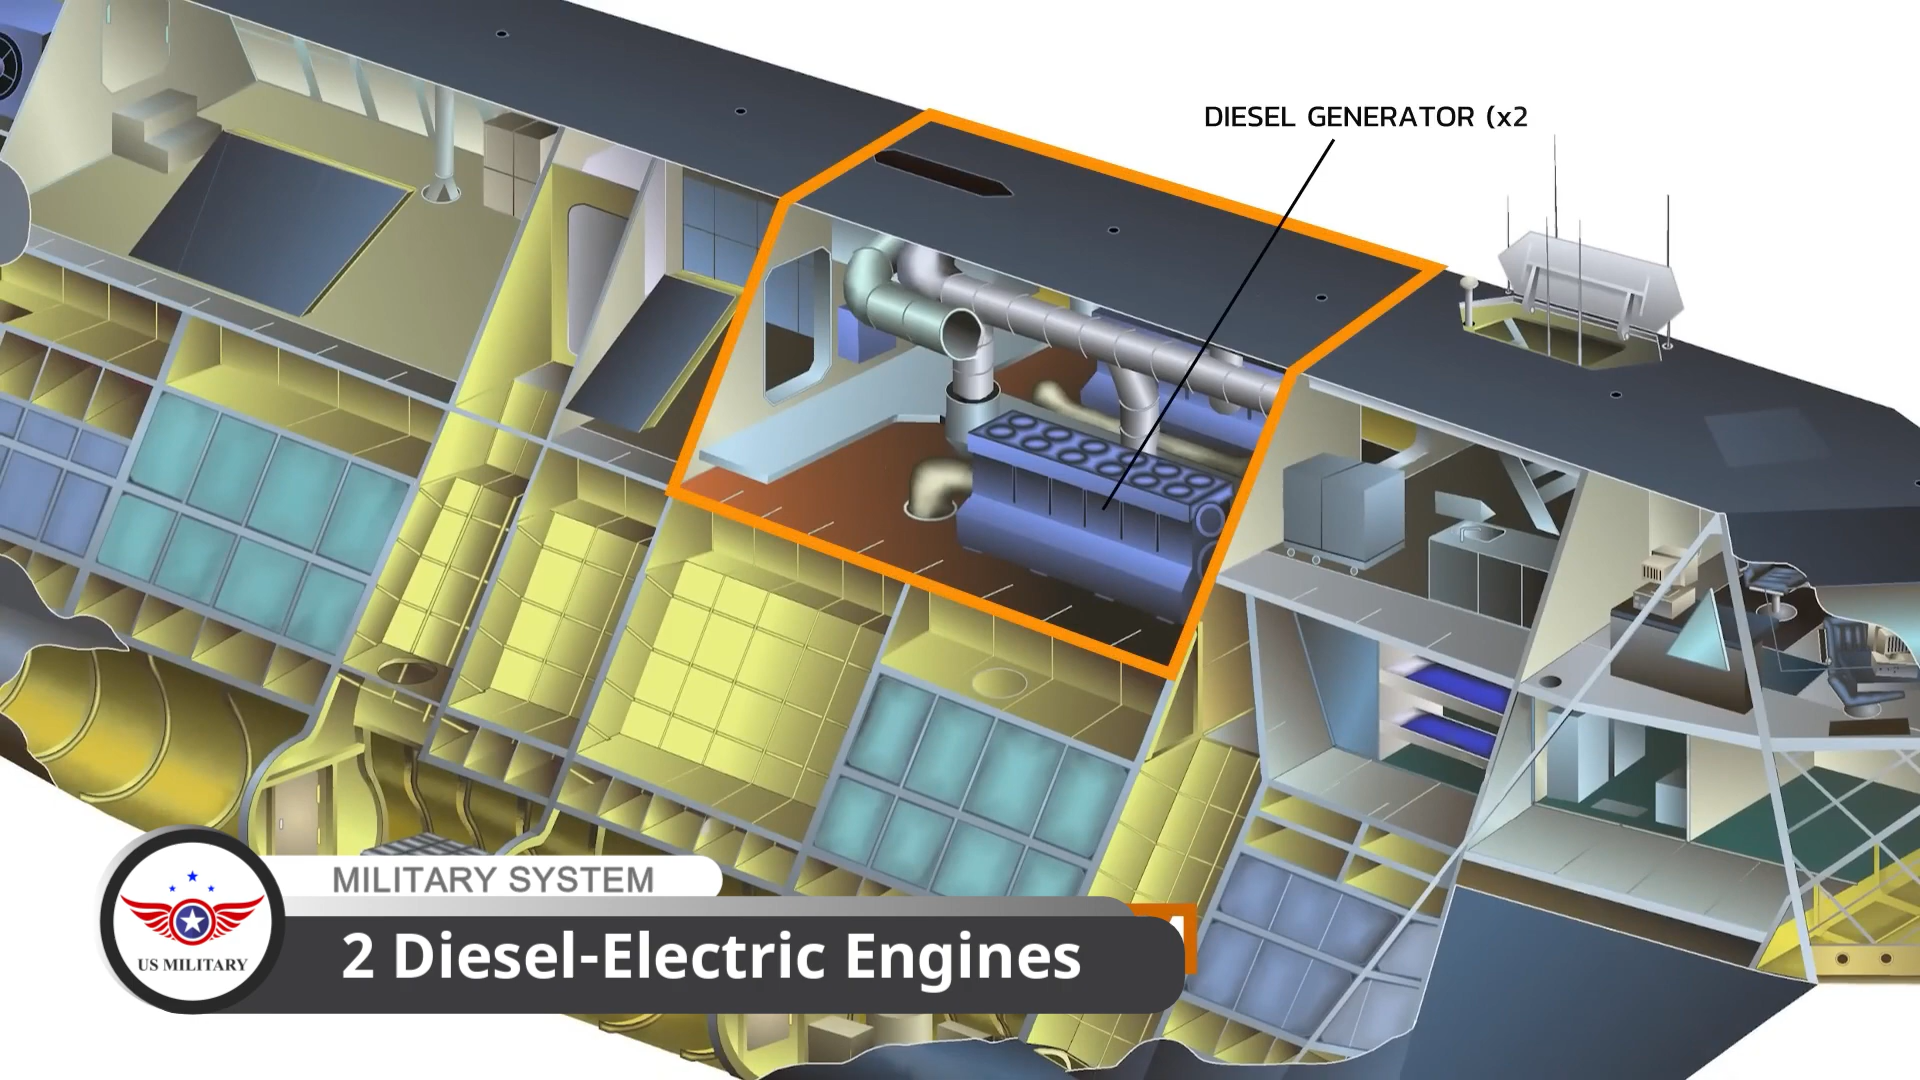 DIESEL GENERATOR (x2
MILITARY SYSTEM
2 Diesel-Electric Engines
US MILITARY